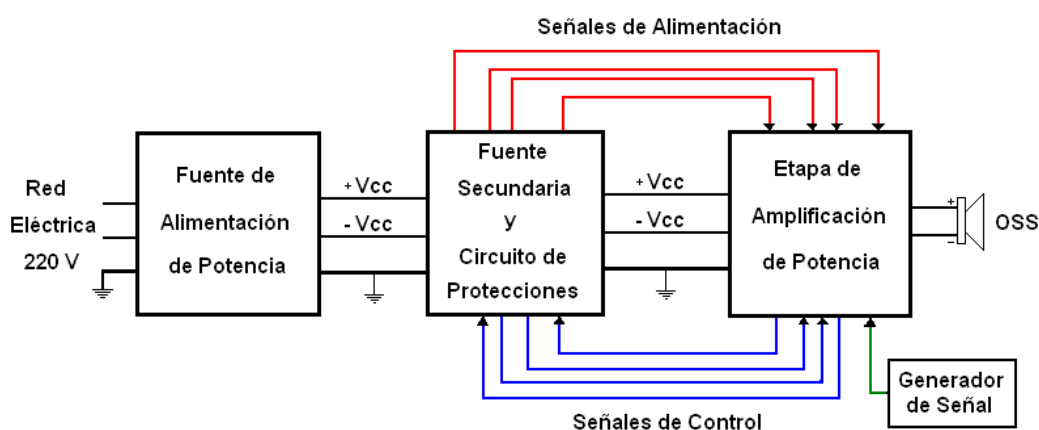 Señales de Alimentación
Red
Eléctrica
220 V
Fuente de
Alimentación
de Potencia
+Vcc
-Vcc
Fuente
Secundaria
y
Circuito de
Protecciones
+Vcc
-Vcc
Etapa de
Amplificación
de Potencia
+
-
OSS
Generador
de Señal
Señales de Control